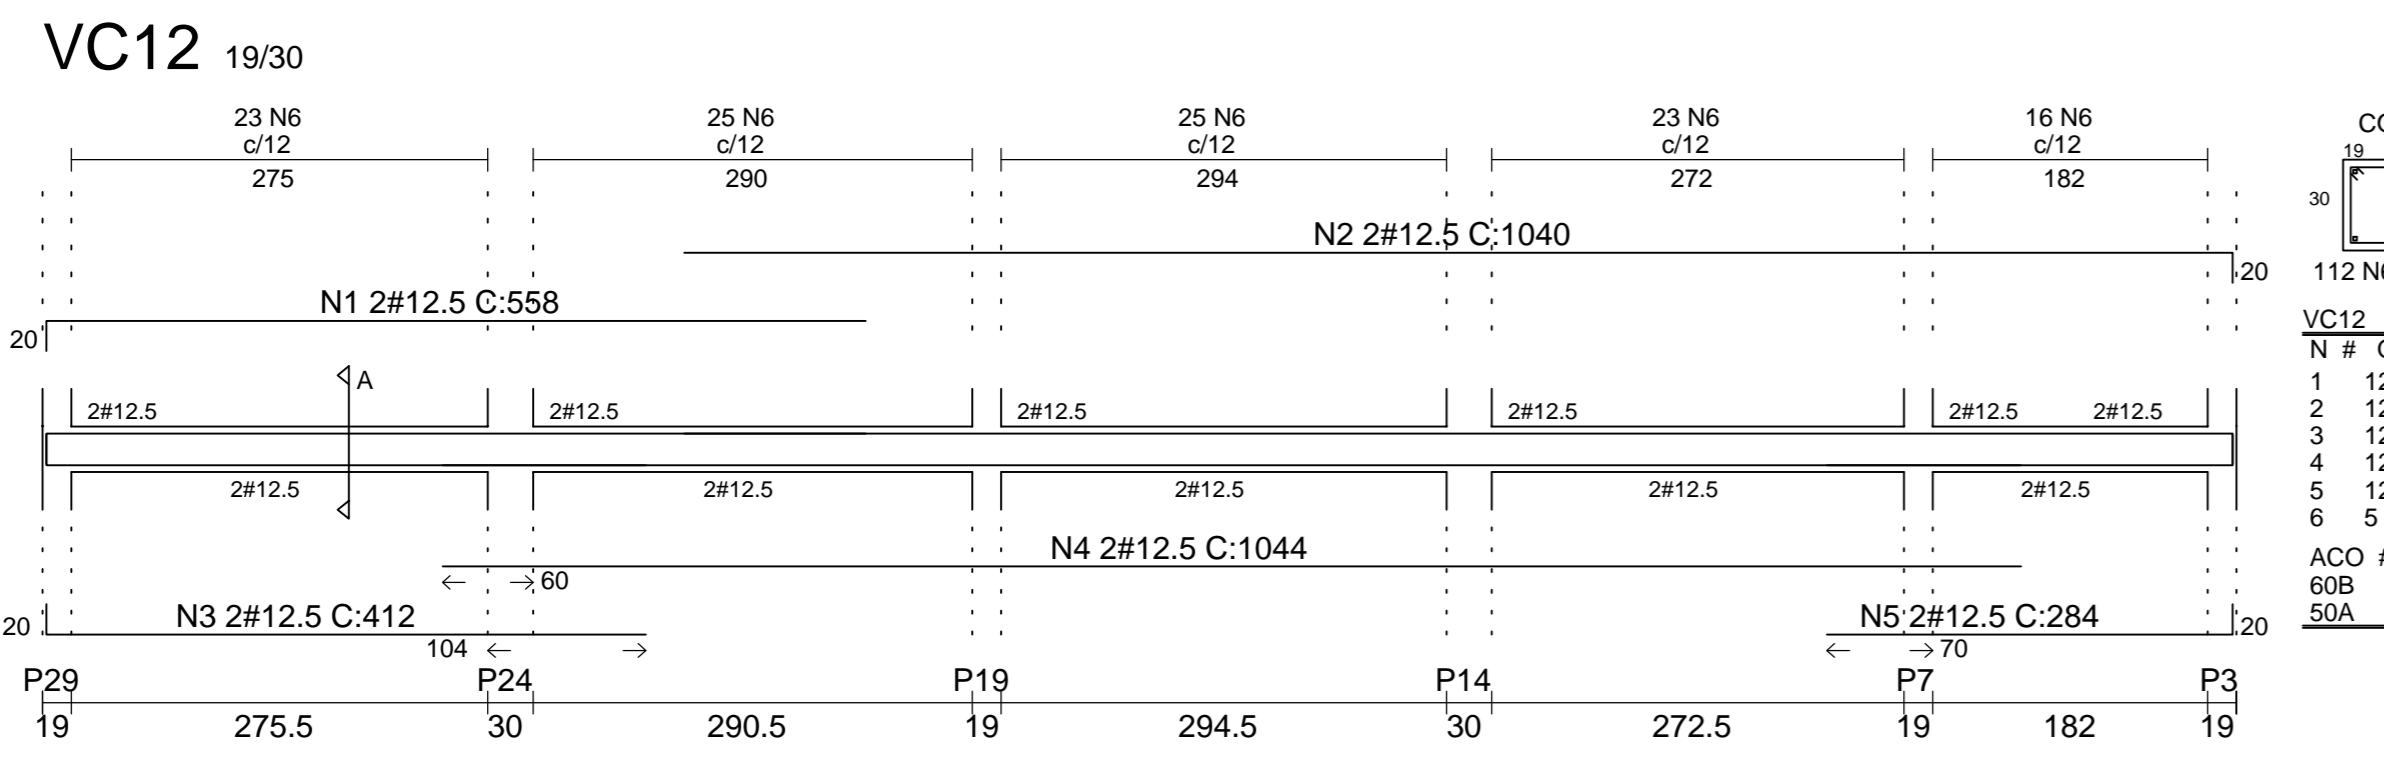 VC12 19/30
23 N6 25 N6 25 N6 23 N6 16 N6
c/12 c/12 c/12 c/12 c/12
275 290 294 272 182
19
30
112
N2 2#12.5 C:1040
20
N1 2#12.5 C:558
20
A
2#12.5 2#12.5 2#12.5 2#12.5 2#12.5 2#12.5
2#12.5 2#12.5 2#12.5 2#12.5 2#12.5
N4 2#12.5 C:1044
60
N3 2#12.5 C:412
20
104
N5 2#12.5 C:284
20
70
P29 P24 P19 P14 P7 P3
19 275.5 30 290.5 19 294.5 30 272.5 19 182 19
VC12
N #
1
2
3
4
5
6 5
ACO
60B
50A